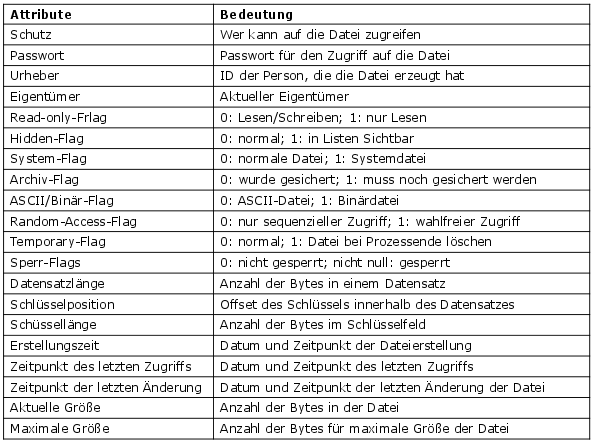 Attribute Bedeutung
Schutz Wer kann auf die Datei zugreifen
Passwort Passwort für den Zugriff auf die Datei
Urheber ID der Person, die die Datei erzeugt hat
Eigentümer Aktueller Eigentümer
Read-only-Frlag 0: Lesen/Schreiben; 1: nur Lesen
Hidden-Flag 0: normal; 1: in Listen Sichtbar
System-Flag 0: normale Datei; 1: Systemdatei
Archiv-Flag 0: wurde gesichert; 1: muss noch gesichert werden
ASCII/Binär-Flag 0: ASCII-Datei; 1: Binärdatei
Random-Access-Flag 0: nur sequenzieller Zugriff; 1: wahlfreier Zugriff
Temporary-Flag 0: normal; 1: Datei bei Prozessende löschen
Sperr-Flags 0: nicht gesperrt; nicht null: gesperrt
Datensatzlänge Anzahl der Bytes in einem Datensatz
Schlüsselposition Offset des Schlüssels innerhalb des Datensatzes
Schüssellänge Anzahl der Bytes im Schlüsselfeld
Erstellungszeit Datum und Zeitpunkt der Dateierstellung
Zeitpunkt des letzten Zugriffs Datum und Zeitpunkt des letzten Zugriffs
Zeitpunkt der letzten Änderung Datum und Zeitpunkt der letzten Änderung der Datei
Aktuelle Größe Anzahl der Bytes in der Datei
Maximale Größe Anzahl der Bytes für maximale Größe der Datei